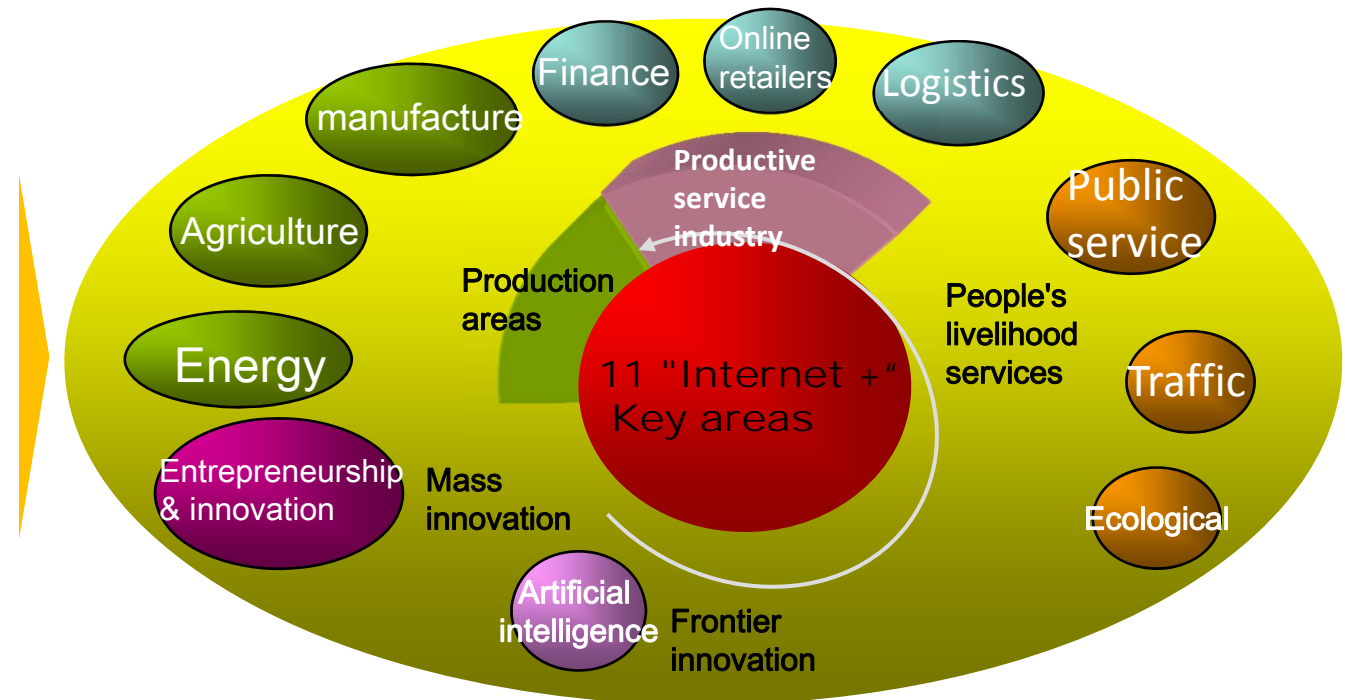 Online
retailers
Finance
Logistics
manufacture
Productive
service
industry
Public
service
Agriculture
Production
areas
People's
livelihood
services
Energy
11 "Internet +“
Key areas
Traffic
Entrepreneurship
& innovation
Mass
innovation
Ecological
Artificial
intelligence
Frontier
innovation